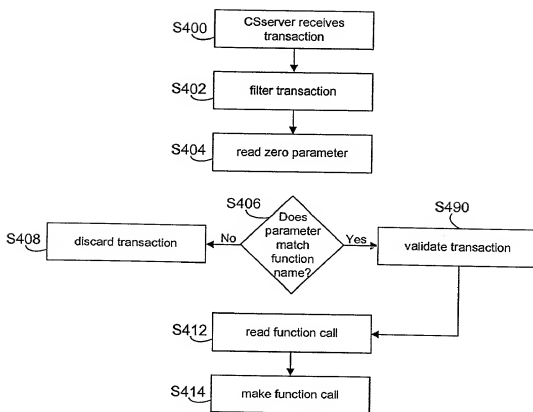 S400
CSserver receives
transaction
S402
filter transaction
S404
read zero parameter
S406
Does
parameter
match
function
name?
No
Yes
S408
discard transaction
S490
validate transaction
S412
read function call
S414
make function call